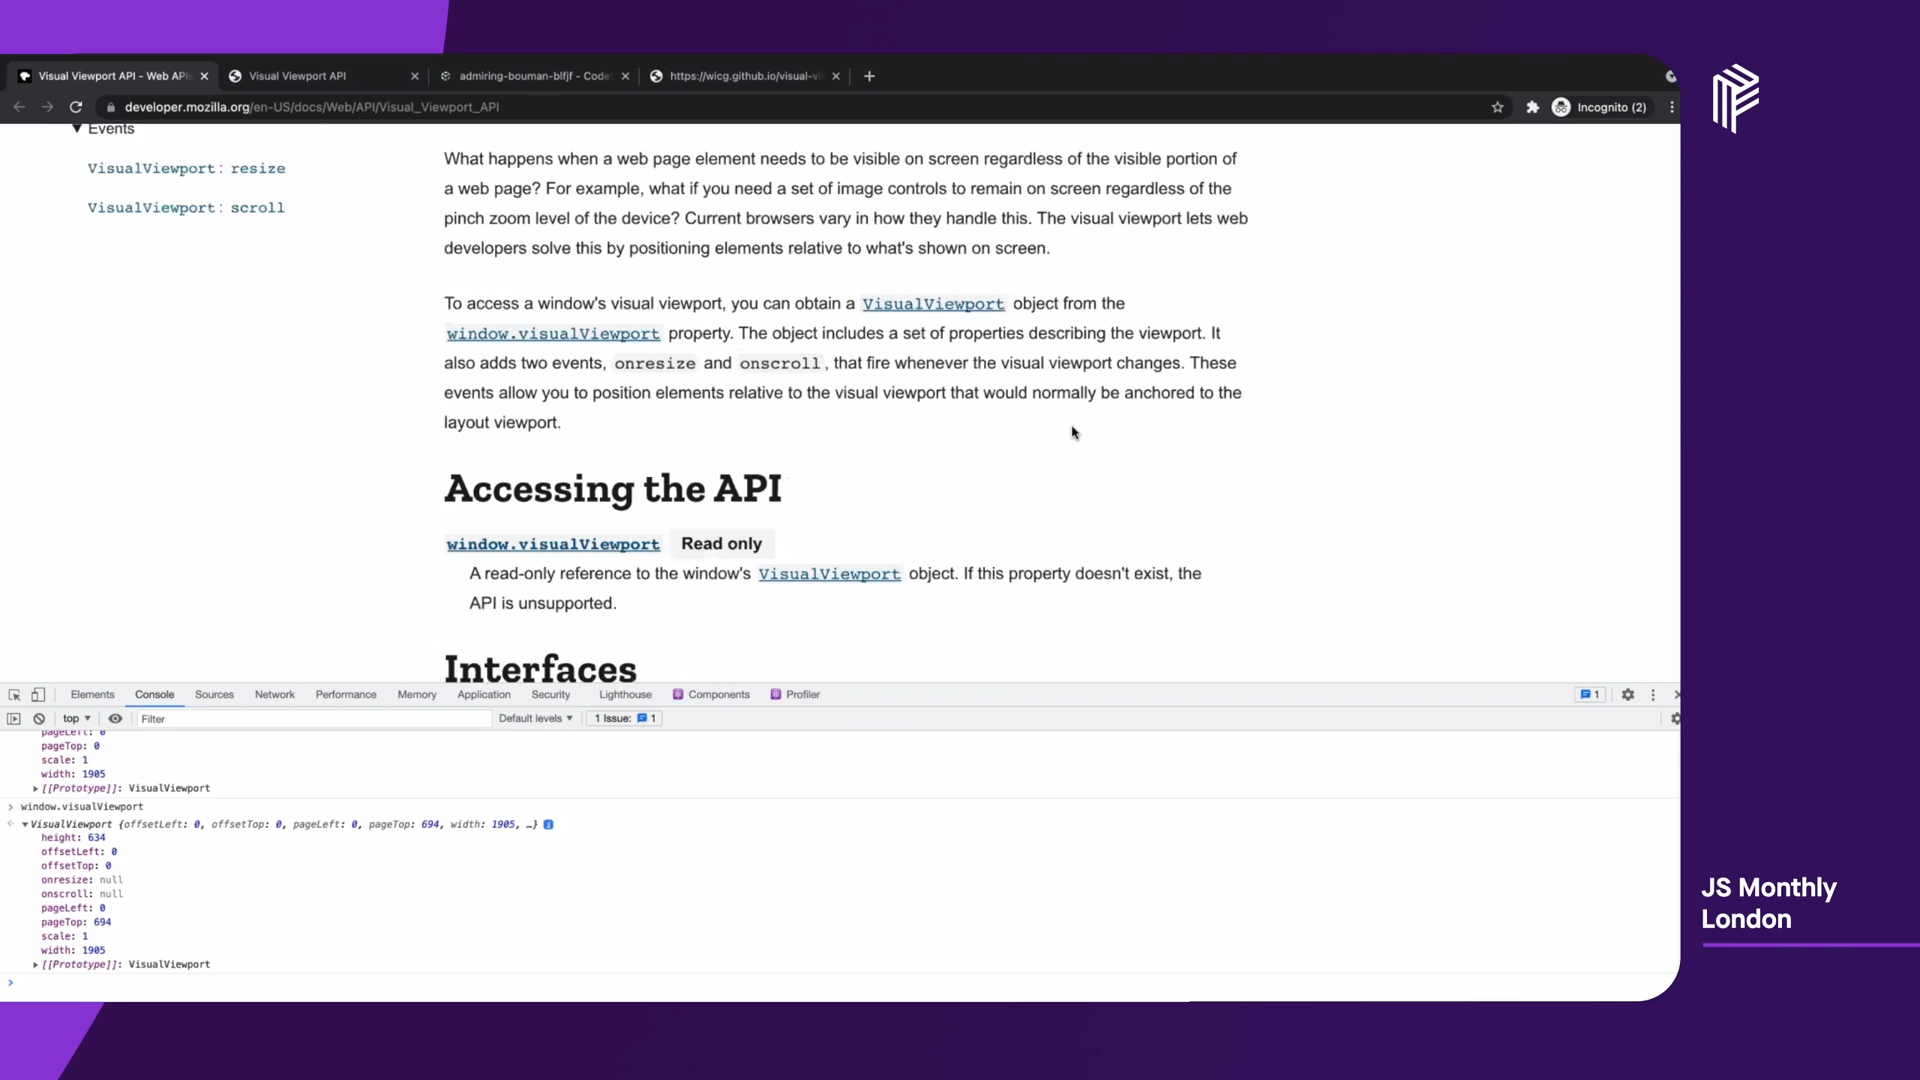 Visual Viewport API - Web APIs
Visual Viewport API
admiring-bouman-blfjf - Code
https://wicg.github.io/visual-vi
developer.mozilla.org/en-US/docs/Web/API/Visual_Viewport_API
Incognito (2)
Events
VisualViewport: resize
VisualViewport: scroll
What happens when a web page element needs to be visible on screen regardless of the visible portion of
a web page? For example, what if you need a set of image controls to remain on screen regardless of the
pinch zoom level of the device? Current browsers vary in how they handle this. The visual viewport lets web
developers solve this by positioning elements relative to what's shown on screen.
To access a window's visual viewport, you can obtain a VisualViewport object from the
window.visualViewport property. The object includes a set of properties describing the viewport. It
also adds two events, onresize and onscroll, that fire whenever the visual viewport changes. These
events allow you to position elements relative to the visual viewport that would normally be anchored to the
layout viewport.
Accessing the API
window.visualViewport Read only
A read-only reference to the window's VisualViewport object. If this property doesn't exist, the
API is unsupported.
Interfaces
Elements Console Sources Network Performance Memory Application Security Lighthouse Components Profiler 1
top Filter Default levels 1 Issue: 1
pageLeft: 0
pageTop: 0
scale: 1
width: 1905
[[Prototype]]: VisualViewport
window.visualViewport
VisualViewport {offsetLeft: 0, offsetTop: 0, pageLeft: 0, pageTop: 694, width: 1905, …}
height: 634
offsetLeft: 0
offsetTop: 0
onresize: null
onscroll: null
pageLeft: 0
pageTop: 694
scale: 1
width: 1905
[[Prototype]]: VisualViewport
JS Monthly
London